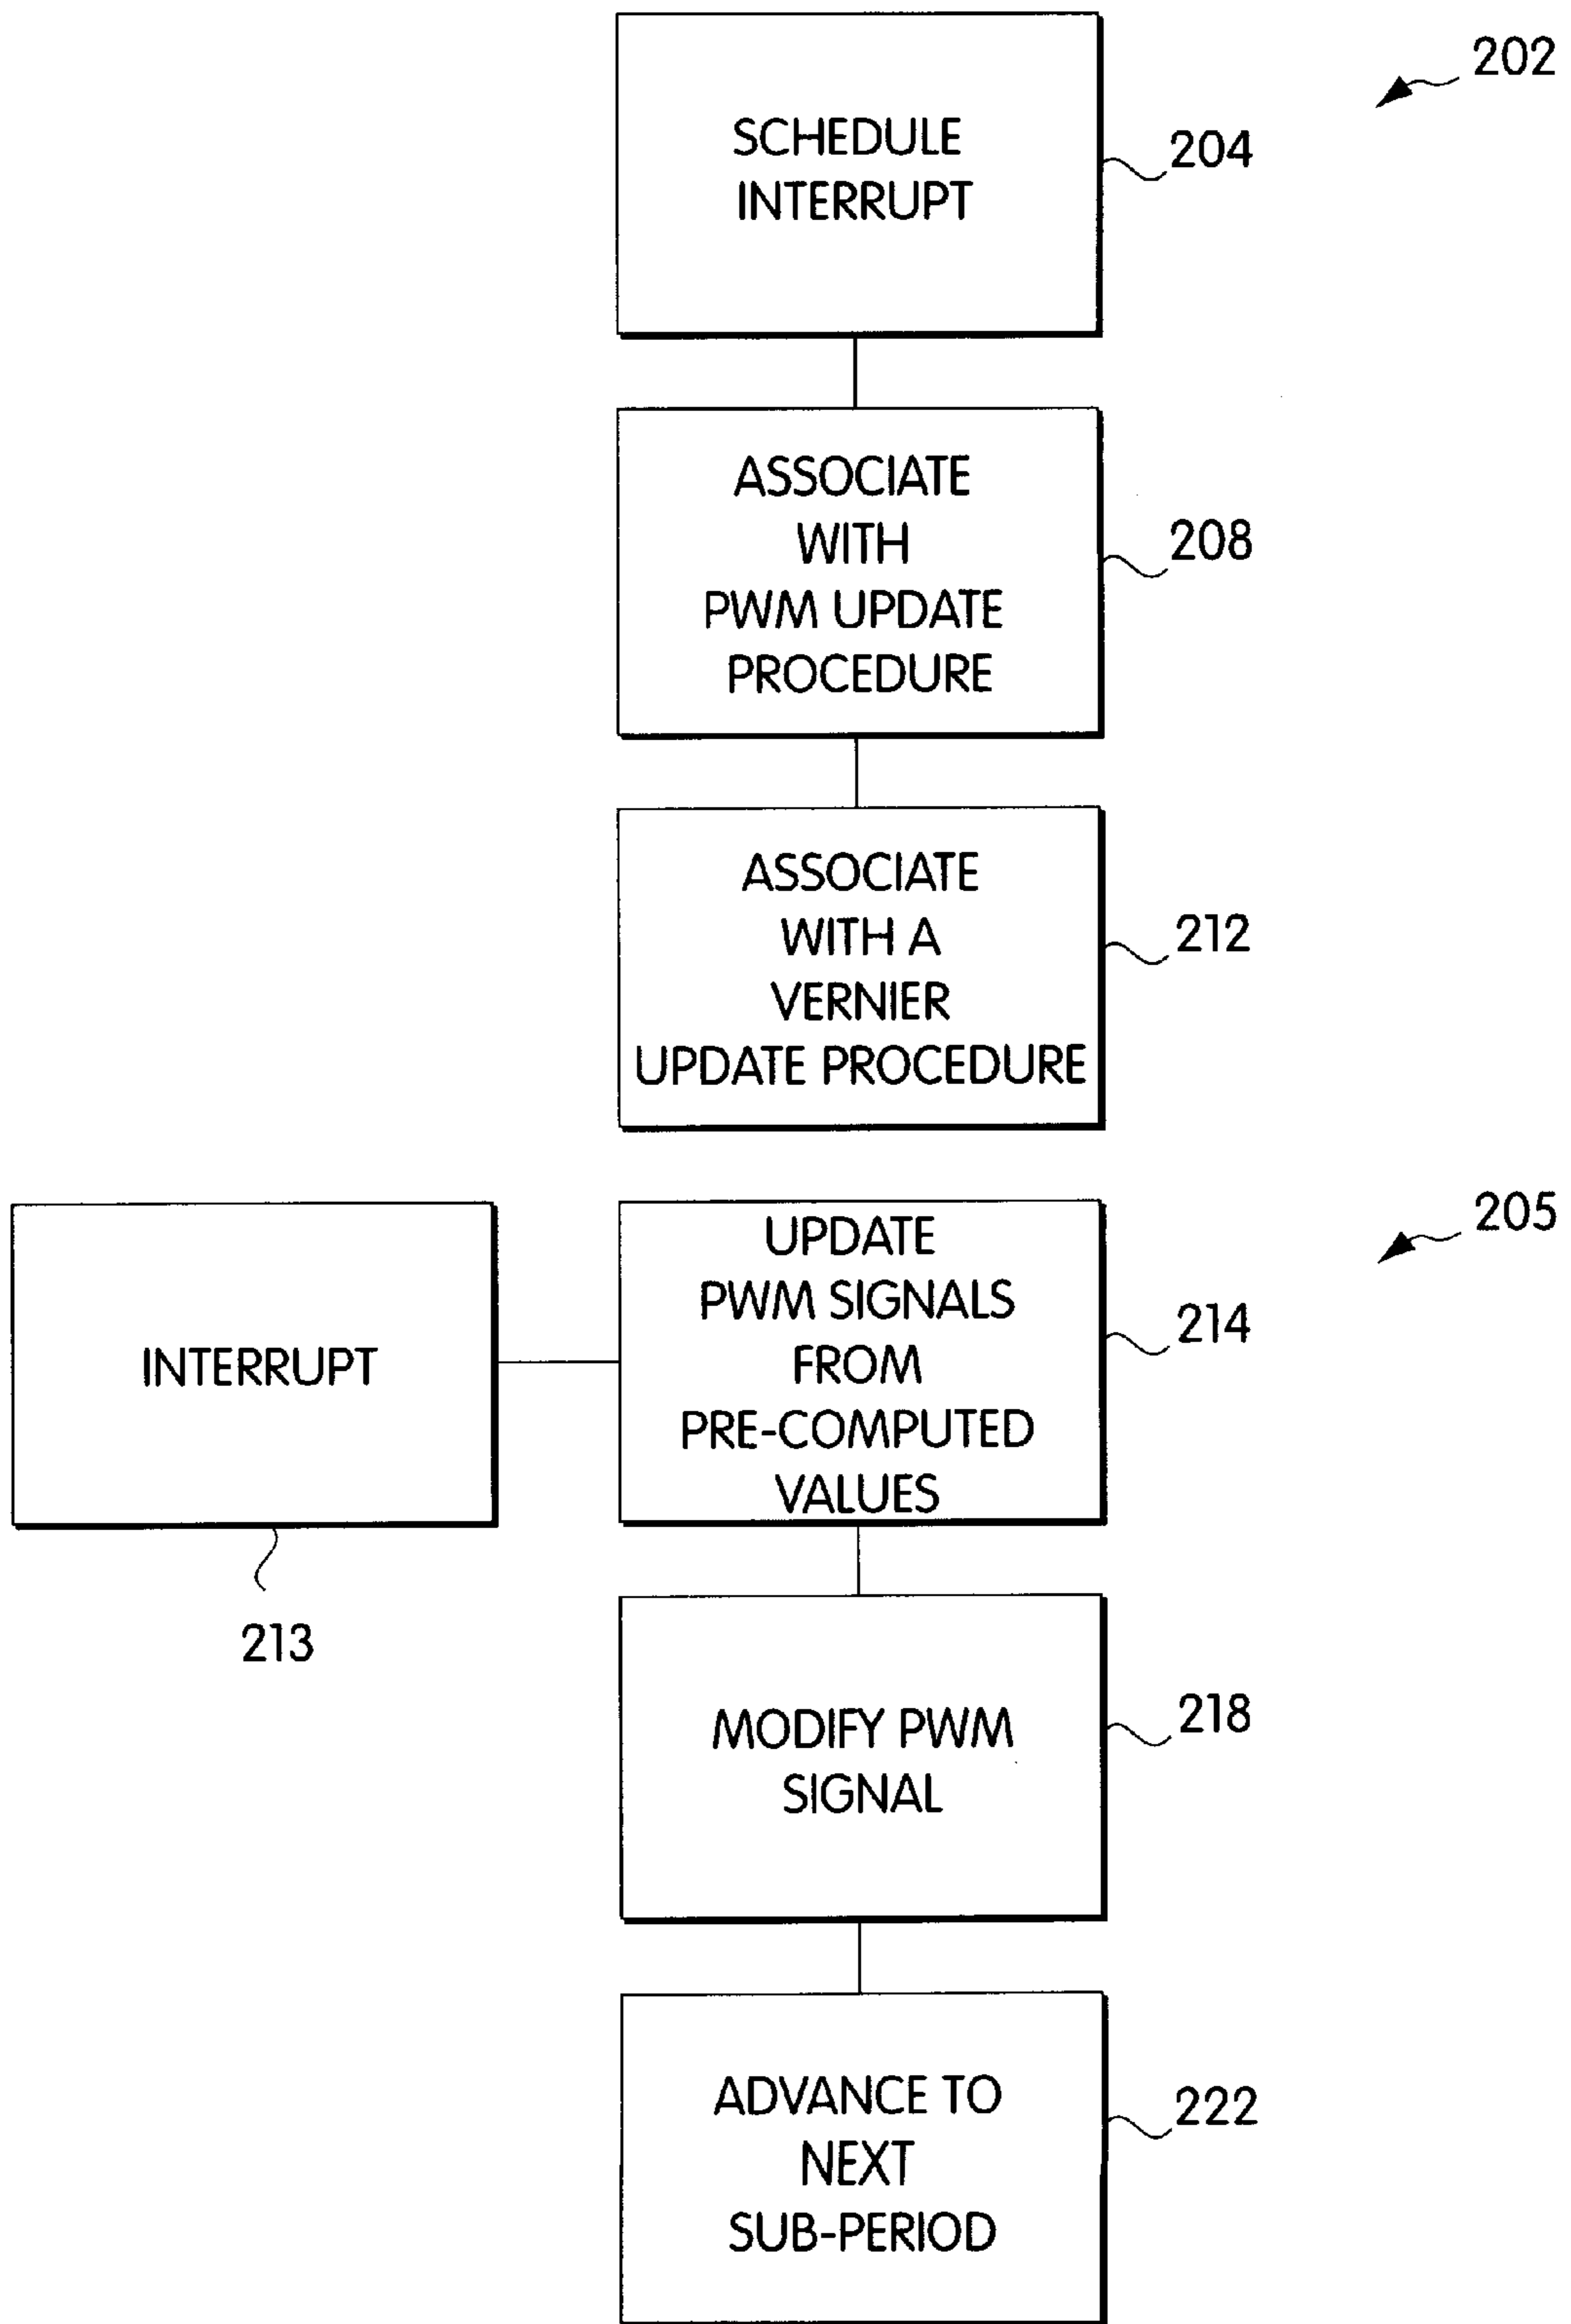 202
SCHEDULE
INTERRUPT
204
ASSOCIATE
WITH
PWM UPDATE
PROCEDURE
208
ASSOCIATE
WITH A
VERNIER
UPDATE PROCEDURE
212
205
INTERRUPT
213
UPDATE
PWM SIGNALS
FROM
PRE-COMPUTED
VALUES
214
MODIFY PWM
SIGNAL
218
ADVANCE TO
NEXT
SUB-PERIOD
222